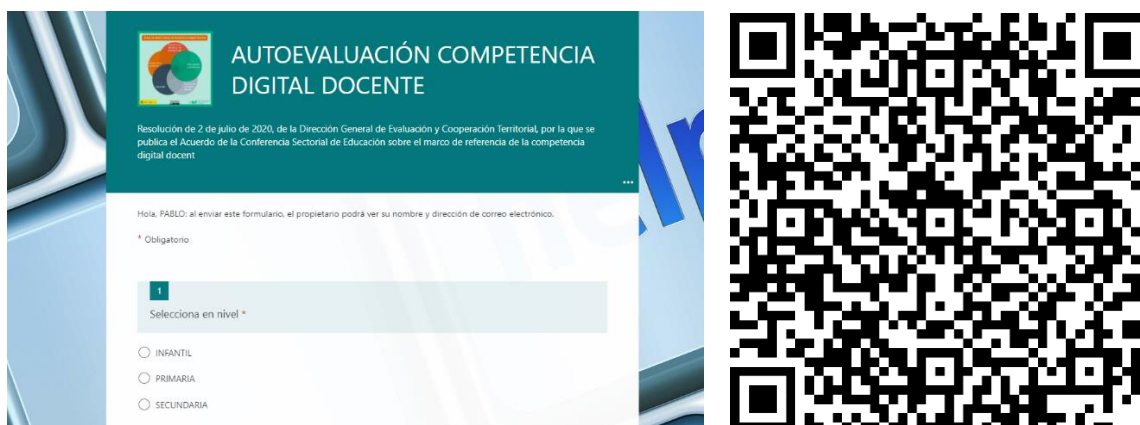 AUTOEVALUACIÓN COMPETENCIA
DIGITAL DOCENTE
Resolución de 2 de julio de 2020, de la Dirección General de Evaluación y Cooperación Territorial, por la que se
publica el Acuerdo de la Conferencia Sectorial de Educación sobre el marco de referencia de la competencia
digital docent
Hola, PABLO: al enviar este formulario, el propietario podrá ver su nombre y dirección de correo electrónico.
* Obligatorio
1
Selecciona en nivel *
INFANTIL
PRIMARIA
SECUNDARIA